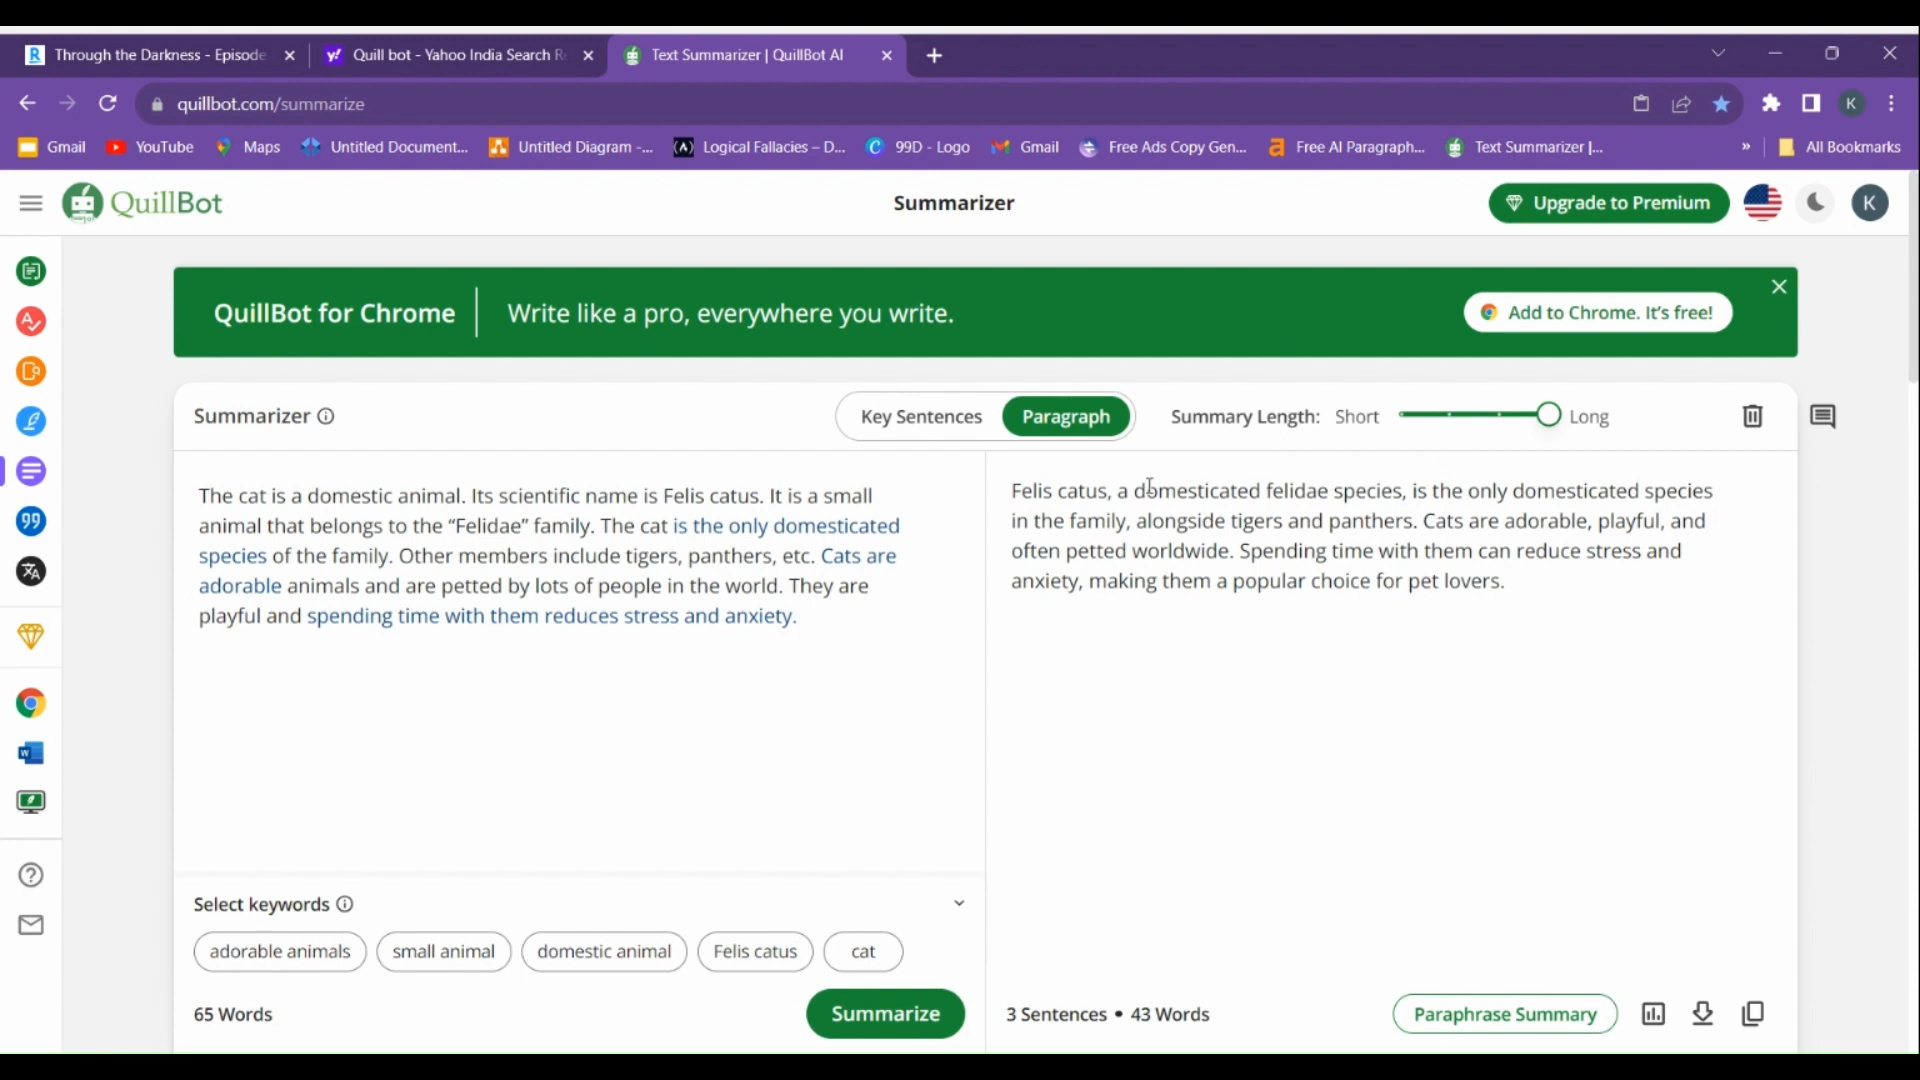 Through the Darkness - Episode
Quill bot - Yahoo India Search Re
Text Summarizer | QuillBot AI
quillbot.com/summarize
K
Gmail
YouTube
Maps
Untitled Document...
Untitled Diagram -...
Logical Fallacies – D...
99D - Logo
Gmail
Free Ads Copy Gen...
Free AI Paragraph...
Text Summarizer |...
»
All Bookmarks
QuillBot
Summarizer
Upgrade to Premium
K
QuillBot for Chrome
Write like a pro, everywhere you write.
Add to Chrome. It's free!
Summarizer
Key Sentences
Paragraph
Summary Length:
Short
Long
The cat is a domestic animal. Its scientific name is Felis catus. It is a small
animal that belongs to the “Felidae” family. The cat is the only domesticated
species of the family. Other members include tigers, panthers, etc. Cats are
adorable animals and are petted by lots of people in the world. They are
playful and spending time with them reduces stress and anxiety.
Felis catus, a domesticated felidae species, is the only domesticated species
in the family, alongside tigers and panthers. Cats are adorable, playful, and
often petted worldwide. Spending time with them can reduce stress and
anxiety, making them a popular choice for pet lovers.
Select keywords
adorable animals
small animal
domestic animal
Felis catus
cat
65 Words
Summarize
3 Sentences • 43 Words
Paraphrase Summary